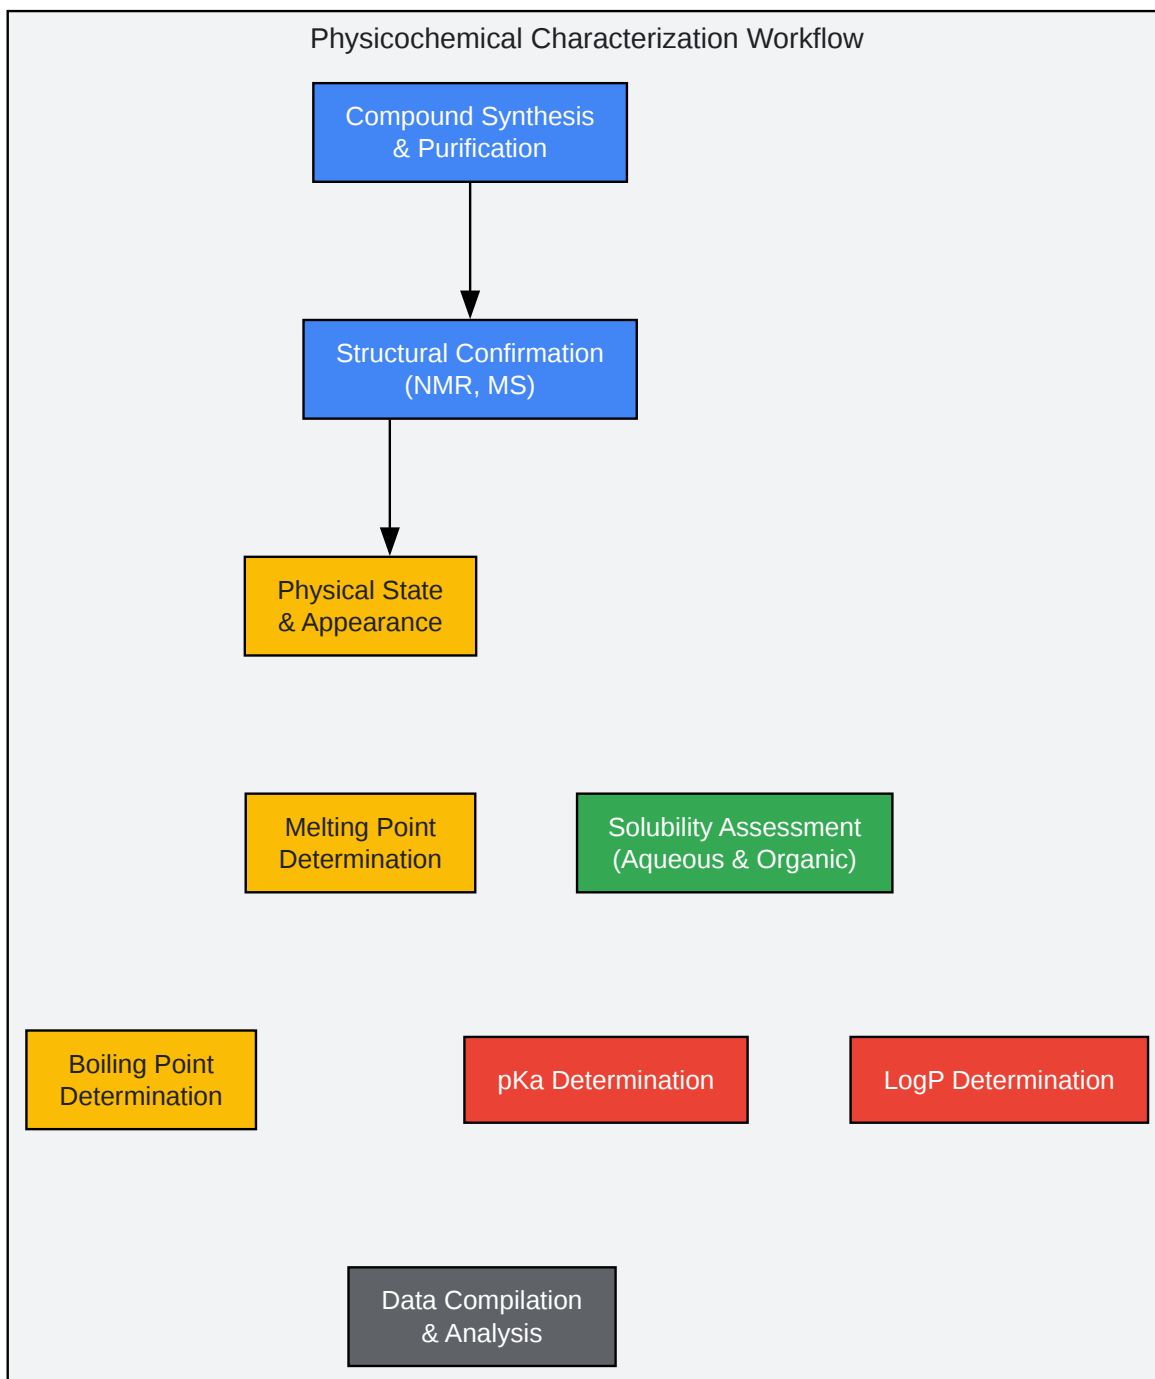 Physicochemical Characterization Workflow
Compound Synthesis
& Purification
Structural Confirmation
(NMR, MS)
Physical State
& Appearance
Melting Point
Determination
Solubility Assessment
(Aqueous & Organic)
Boiling Point
Determination
pKa Determination
LogP Determination
Data Compilation
& Analysis